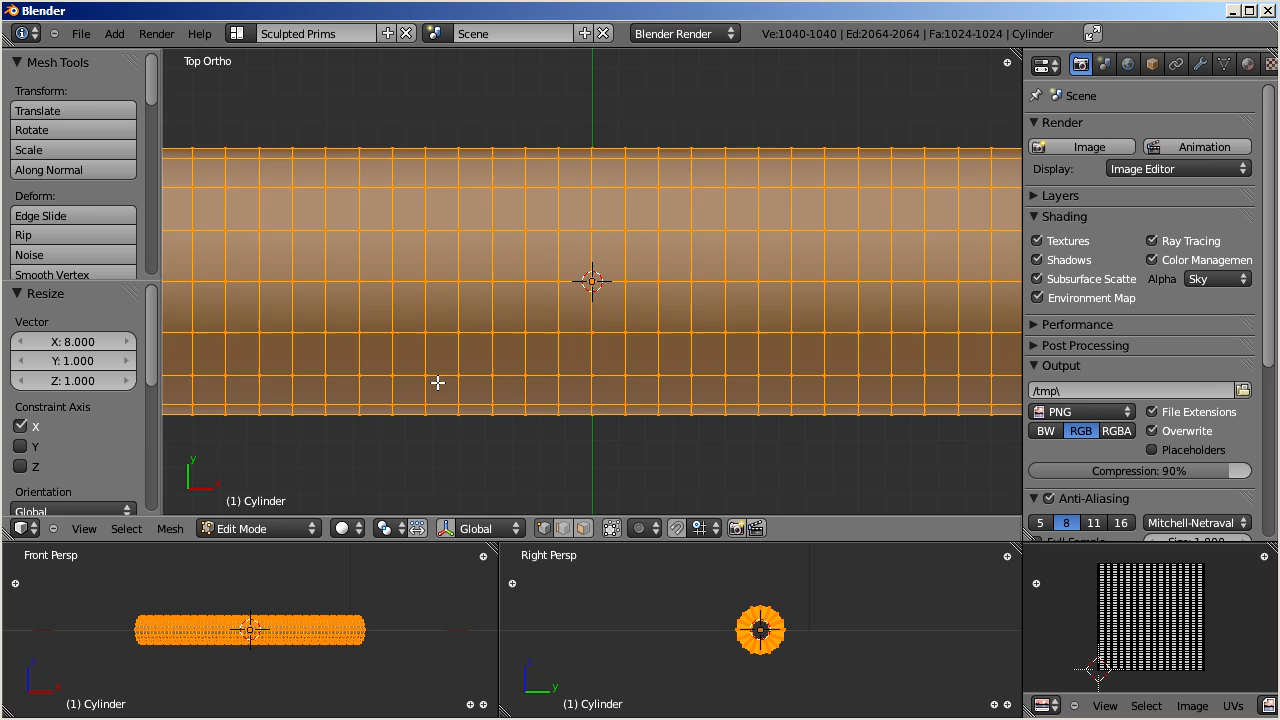 Blender
File Add Render Help Sculpted Prims Scene Blender Render Ve:1040-1040 | Ed:2064-2064 | Fa:1024-1024 | Cylinder
Mesh Tools
Transform:
Translate
Rotate
Scale
Along Normal
Deform:
Edge Slide
Rip
Noise
Smooth Vertex
Resize
Vector
X: 8.000
Y: 1.000
Z: 1.000
Constraint Axis
X
Y
Z
Orientation
Global
Top Ortho
y
(1) Cylinder
View Select Mesh Edit Mode Global
Front Persp
(1) Cylinder
Right Persp
y
(1) Cylinder
Scene
Render
Image Animation
Display: Image Editor
Layers
Shading
Textures Ray Tracing
Shadows Color Managemen
Subsurface Scatte Alpha Sky
Environment Map
Performance
Post Processing
Output
/tmp\
PNG File Extensions
BW RGB RGBA Overwrite
Placeholders
Compression: 90%
Anti-Aliasing
5 8 11 16 Mitchell-Netraval
View Select Image UVs